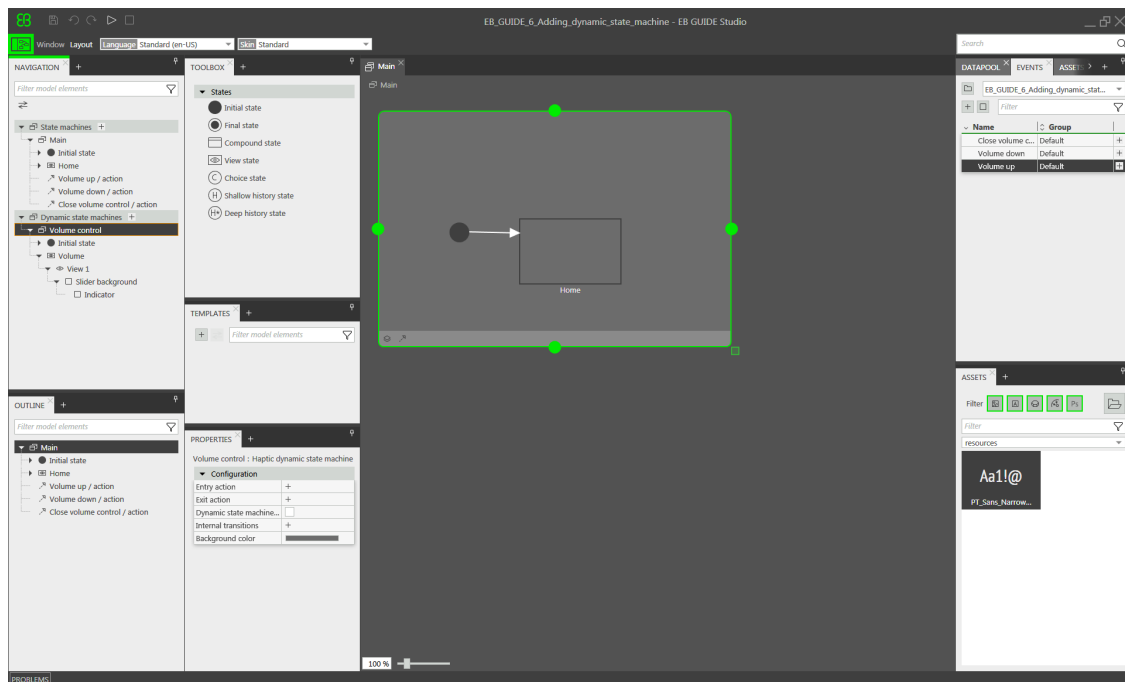 EB_GUIDE_6_Adding_dynamic_state_machine - EB GUIDE Studio
Window Layout Language Standard (en-US) Skin Standard
Search
NAVIGATION
Filter model elements
State machines
Main
Initial state
Home
Volume up / action
Volume down / action
Close volume control / action
Dynamic state machines
Volume control
Initial state
Volume
View 1
Slider background
Indicator
OUTLINE
Filter model elements
Main
Initial state
Home
Volume up / action
Volume down / action
Close volume control / action
TOOLBOX
States
Initial state
Final state
Compound state
View state
C Choice state
H Shallow history state
H* Deep history state
TEMPLATES
Filter model elements
PROPERTIES
Volume control : Haptic dynamic state machine
Configuration
Entry action +
Exit action +
Dynamic state machine...
Internal transitions +
Background color
Main
Main
Home
100 %
DATAPOOL EVENTS ASSETS
EB_GUIDE_6_Adding_dynamic_stat...
Filter
Name Group
Close volume c... Default
Volume down Default
Volume up Default
ASSETS
Filter
Filter
resources
Aa1!@
PT_Sans_Narrow...
PROBLEMS